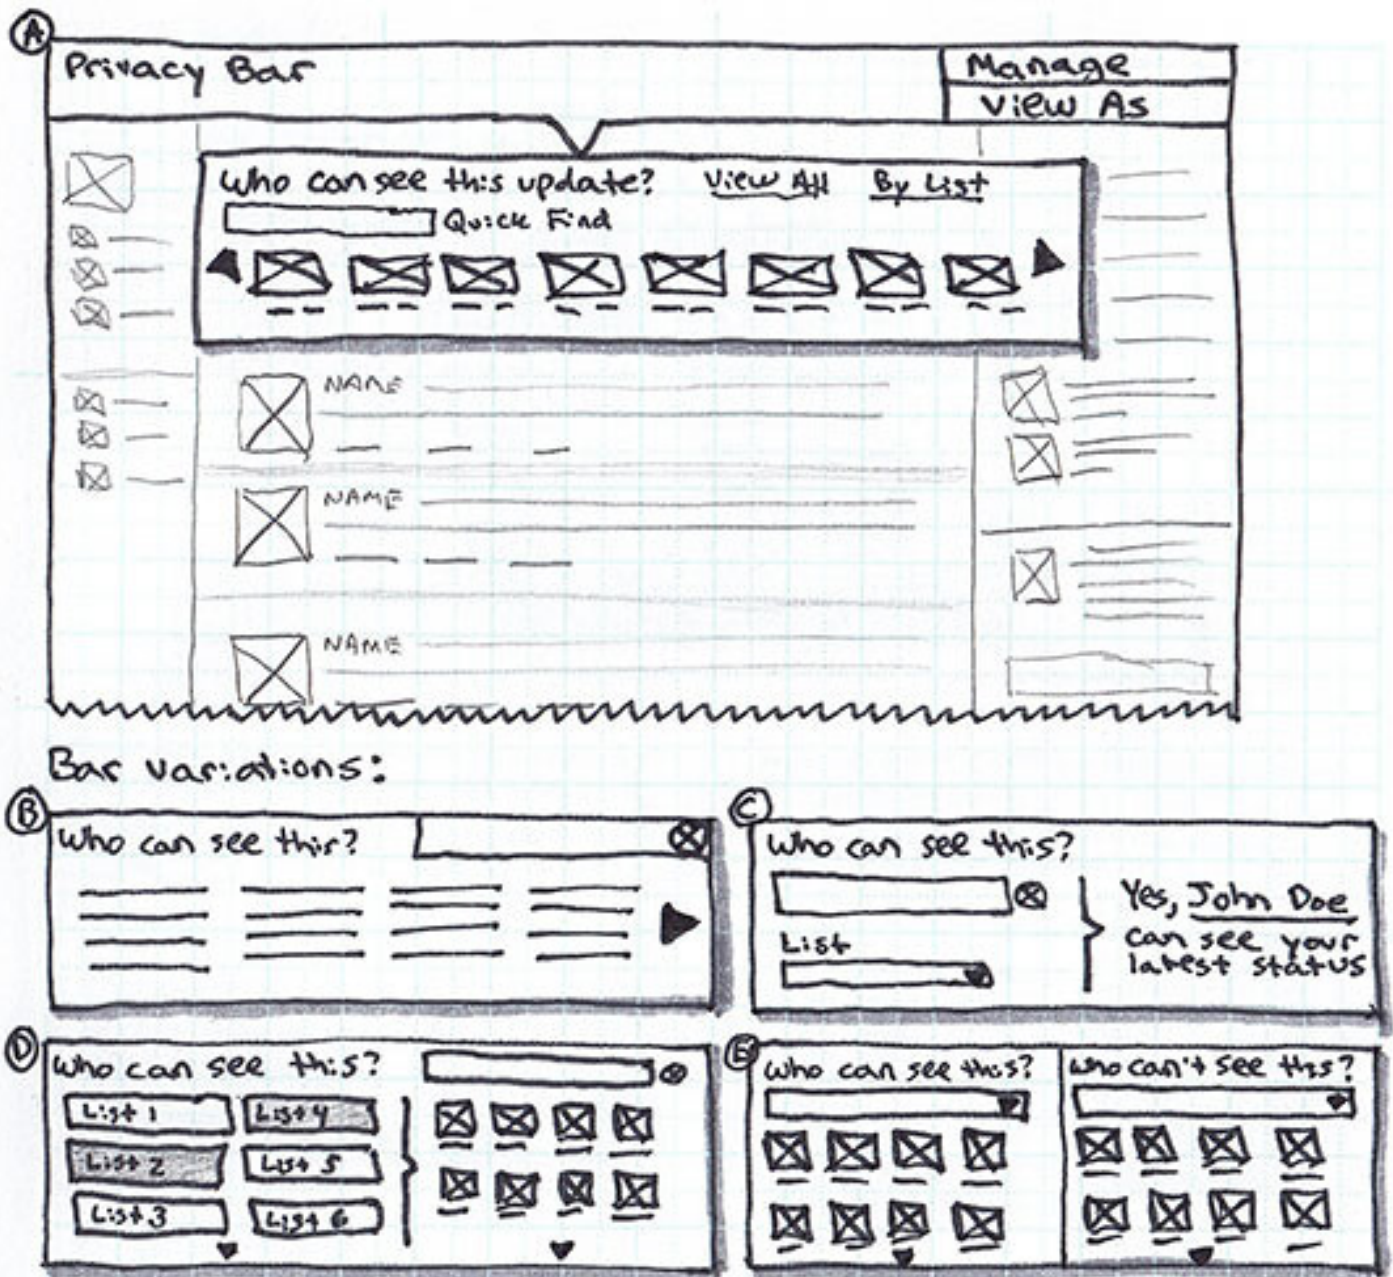 A
Privacy Bar
Manage
View As
Who can see this update? View All By List
Quick Find
NAME
NAME
NAME
Bar variations:
B
Who can see this?
C
Who can see this?
List
Yes, John Doe
can see your
latest status
D
Who can see this?
List 1 List 4
List 2 List 5
List 3 List 6
E
Who can see this?
Who can't see this?